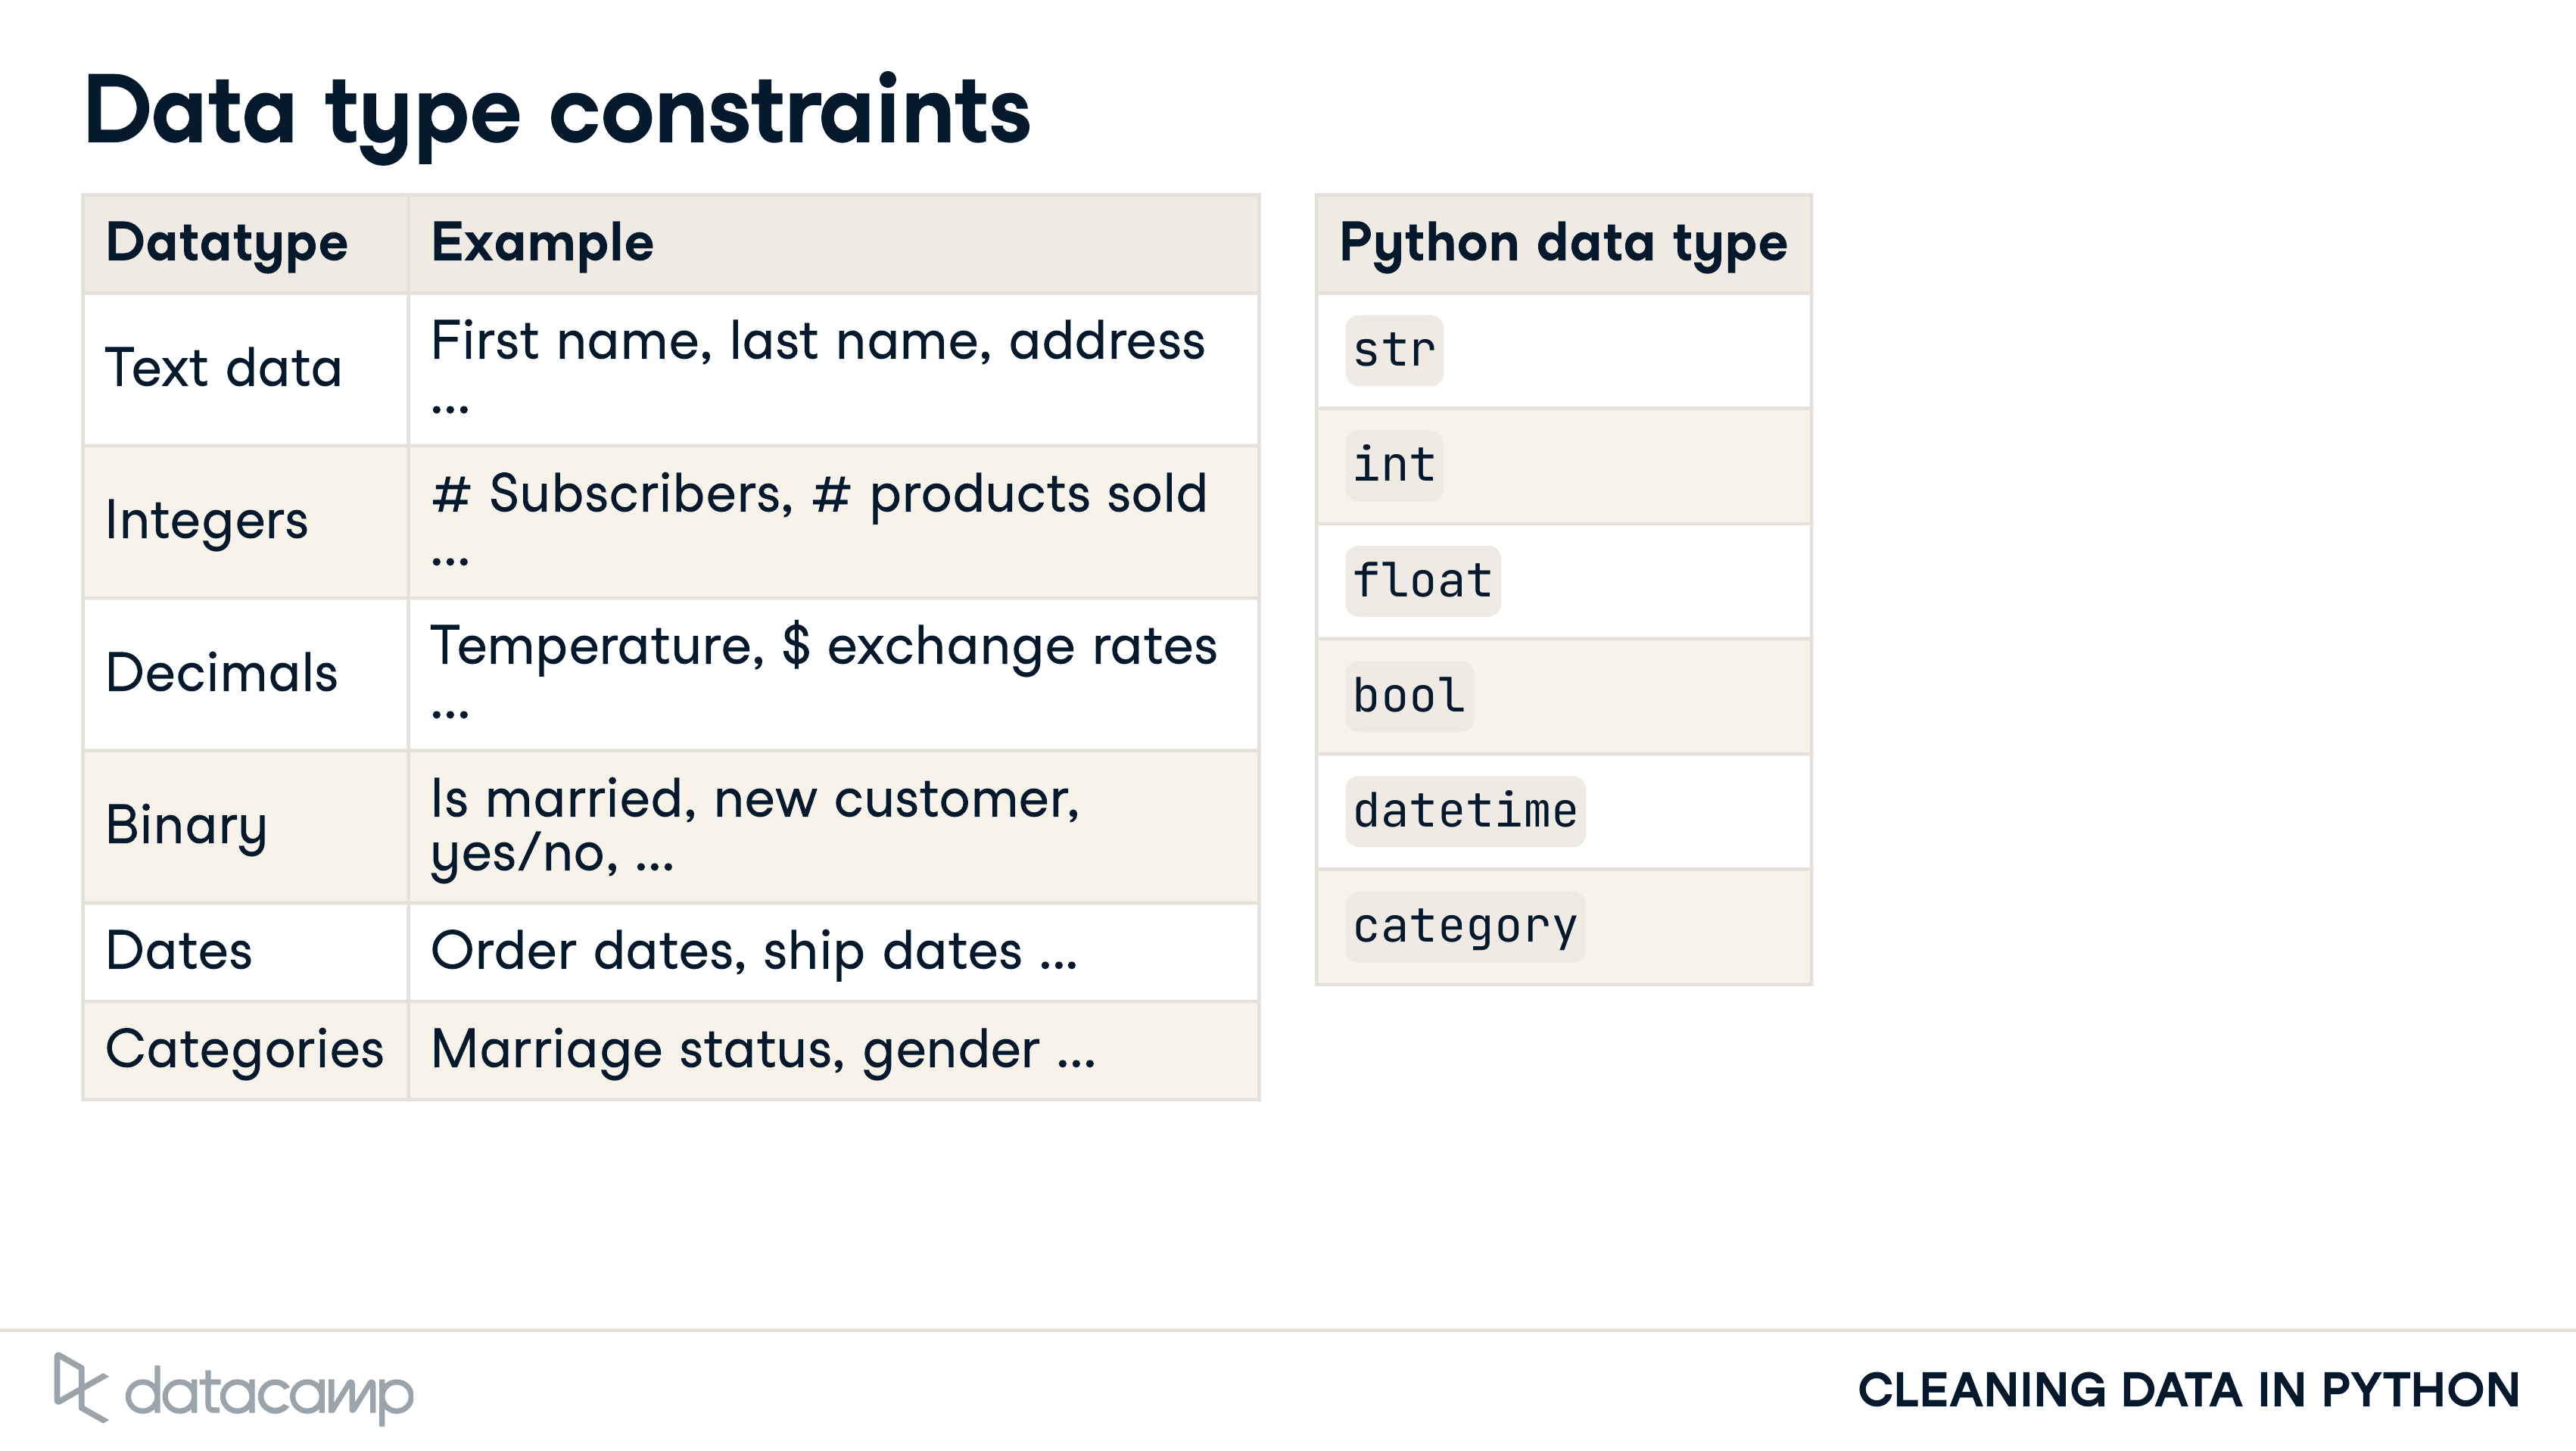 Data type constraints
Datatype Example
Text data First name, last name, address
...
Integers # Subscribers, # products sold
...
Decimals Temperature, $ exchange rates
...
Binary Is married, new customer,
yes/no, ...
Dates Order dates, ship dates ...
Categories Marriage status, gender ...
Python data type
str
int
float
bool
datetime
category
datacamp
CLEANING DATA IN PYTHON